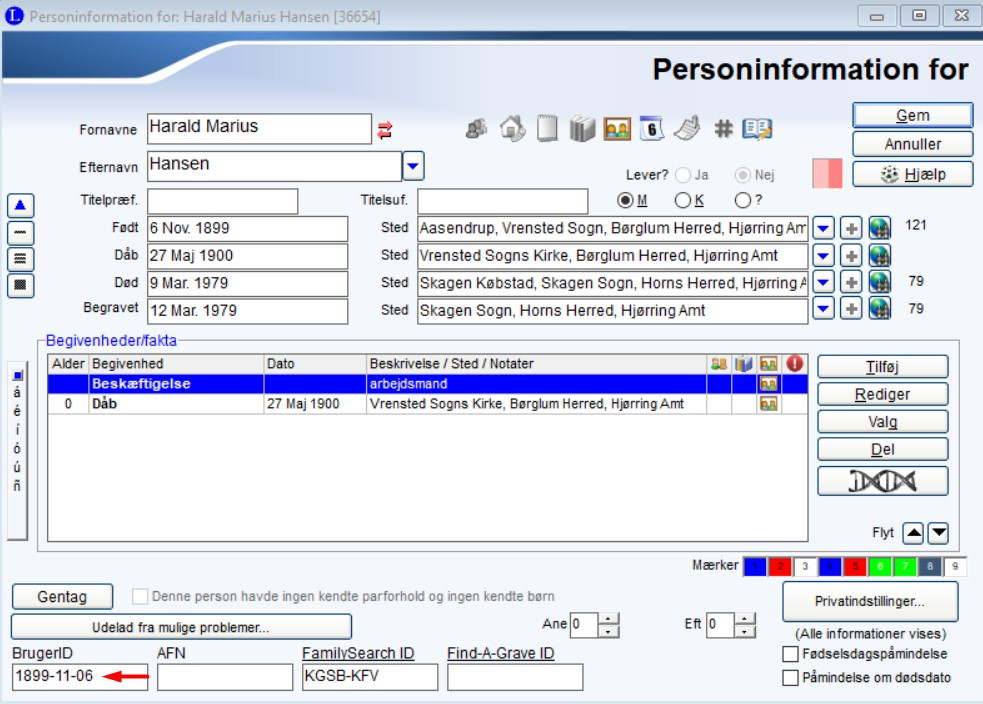 Personinformation for: Harald Marius Hansen [36654]
Personinformation for
Fornavne Harald Marius
Gem
Efternavn Hansen
Annuller
Lever? Ja Nej
Hjælp
Titelpræf. Titelsuf. M K ?
Født 6 Nov. 1899 Sted Aasendrup, Vrensted Sogn, Børglum Herred, Hjørring Am 121
Dåb 27 Maj 1900 Sted Vrensted Sogns Kirke, Børglum Herred, Hjørring Amt
Død 9 Mar. 1979 Sted Skagen Købstad, Skagen Sogn, Horns Herred, Hjørring A 79
Begravet 12 Mar. 1979 Sted Skagen Sogn, Horns Herred, Hjørring Amt 79
Begivenheder/fakta
Alder Begivenhed Dato Beskrivelse / Sted / Notater
Beskæftigelse arbejdsmand
0 Dåb 27 Maj 1900 Vrensted Sogns Kirke, Børglum Herred, Hjørring Amt
Tilføj
Rediger
Valg
Del
á
é
í
ó
ú
ñ
Flyt
Mærker 1 2 3 4 5 6 7 8 9
Gentag Denne person havde ingen kendte parforhold og ingen kendte børn
Privatindstillinger...
Udelad fra mulige problemer... Ane 0 Eft 0
(Alle informationer vises)
BrugerID AFN FamilySearch ID Find-A-Grave ID
Fødselsdagspåmindelse
1899-11-06 KGSB-KFV
Påmindelse om dødsdato